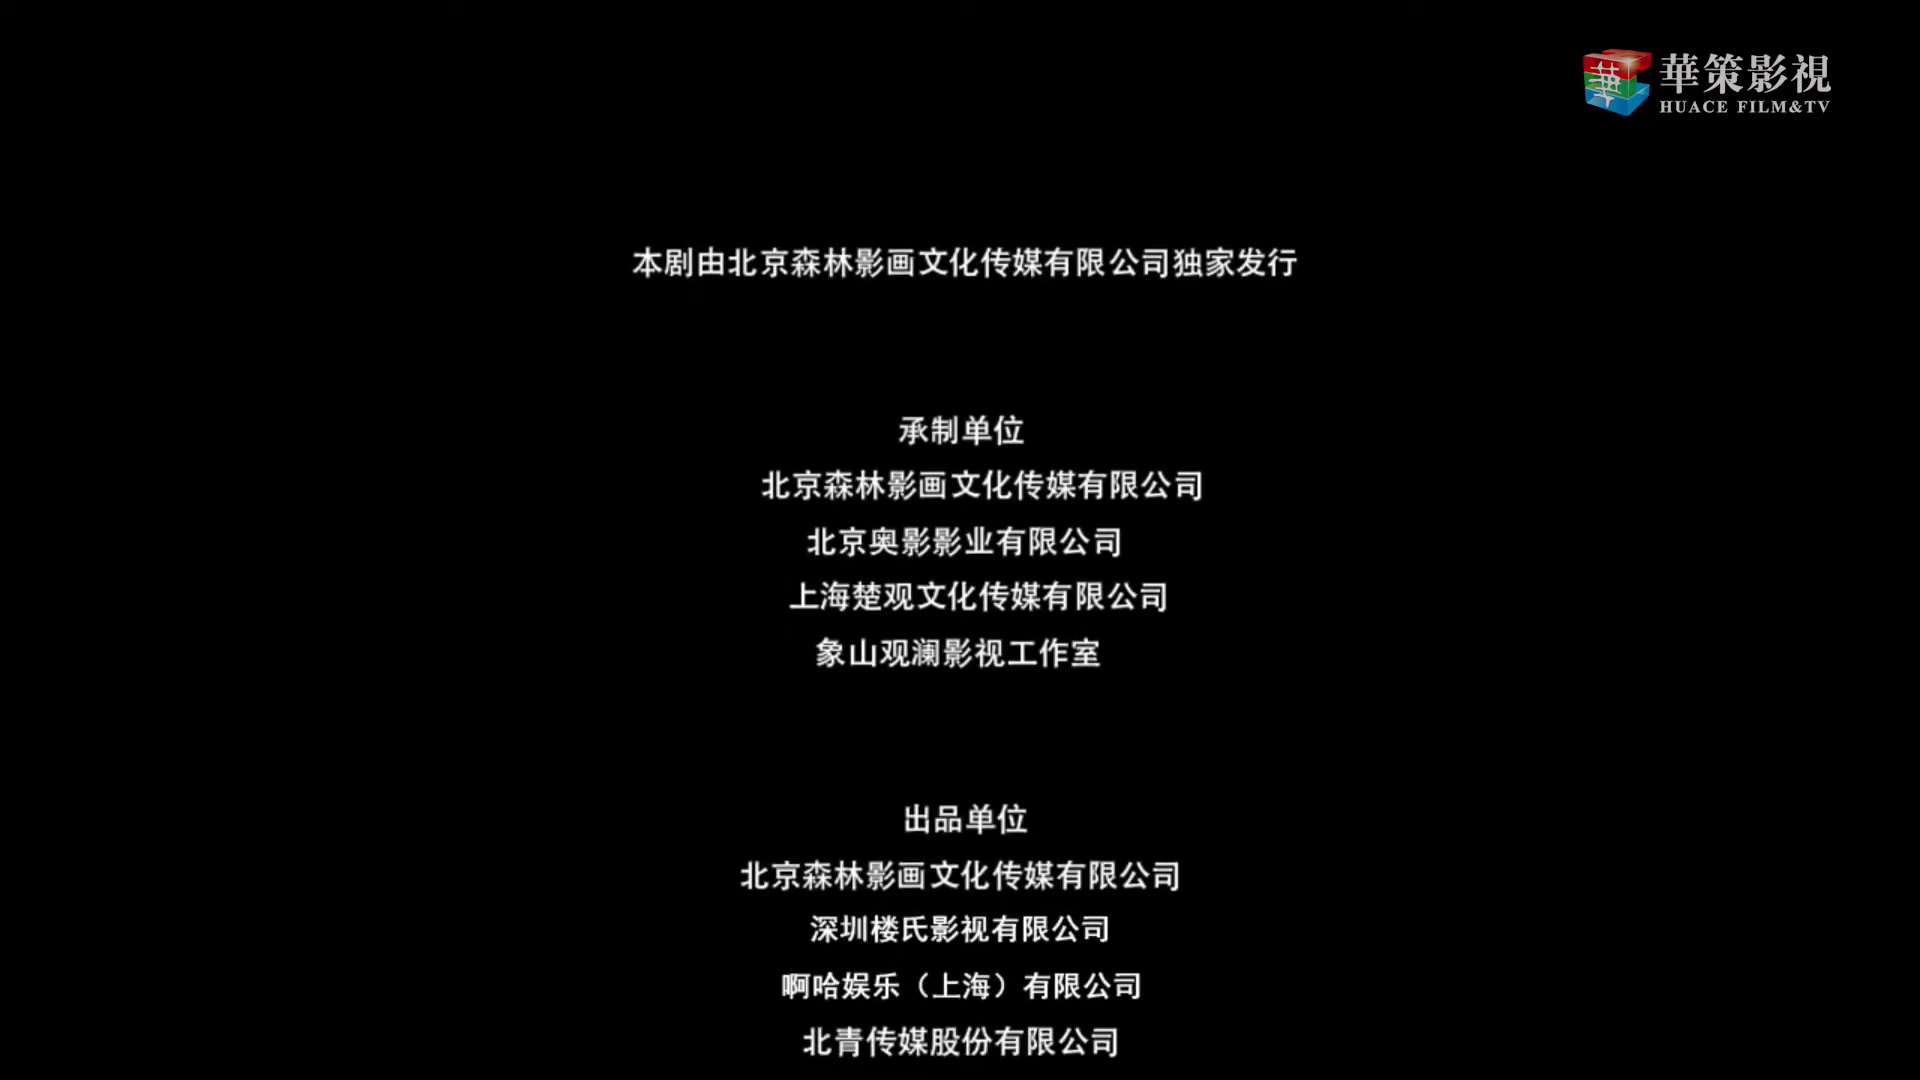 華策影視
HUACE FILM&TV
本剧由北京森林影画文化传媒有限公司独家发行
承制单位
北京森林影画文化传媒有限公司
北京奥影影业有限公司
上海楚观文化传媒有限公司
象山观澜影视工作室
出品单位
北京森林影画文化传媒有限公司
深圳楼氏影视有限公司
啊哈娱乐（上海）有限公司
北青传媒股份有限公司